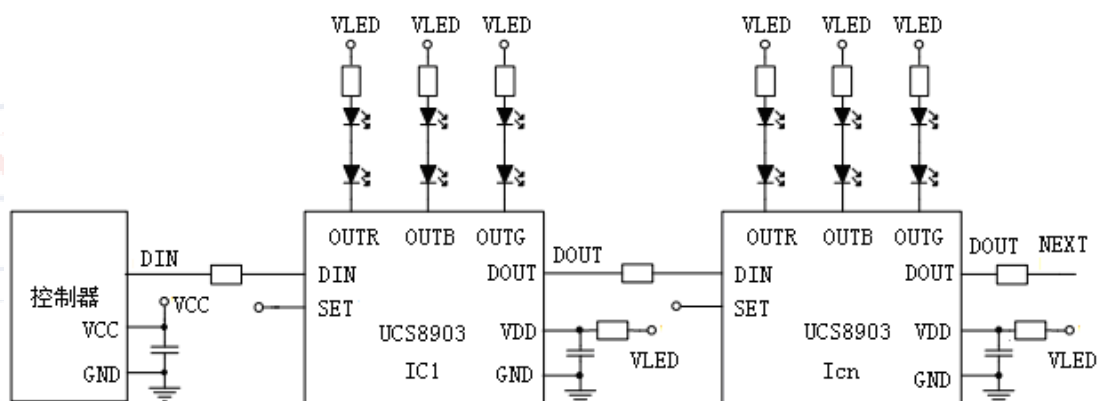 VLED VLED VLED VLED VLED VLED
OUTR OUTB OUTG OUTR OUTB OUTG
DIN DIN DOUT DOUT DIN DOUT DOUT NEXT
控制器 VCC SET SET
VCC UCS8903 VDD UCS8903 VDD
VLED VLED
GND IC1 GND Icn GND